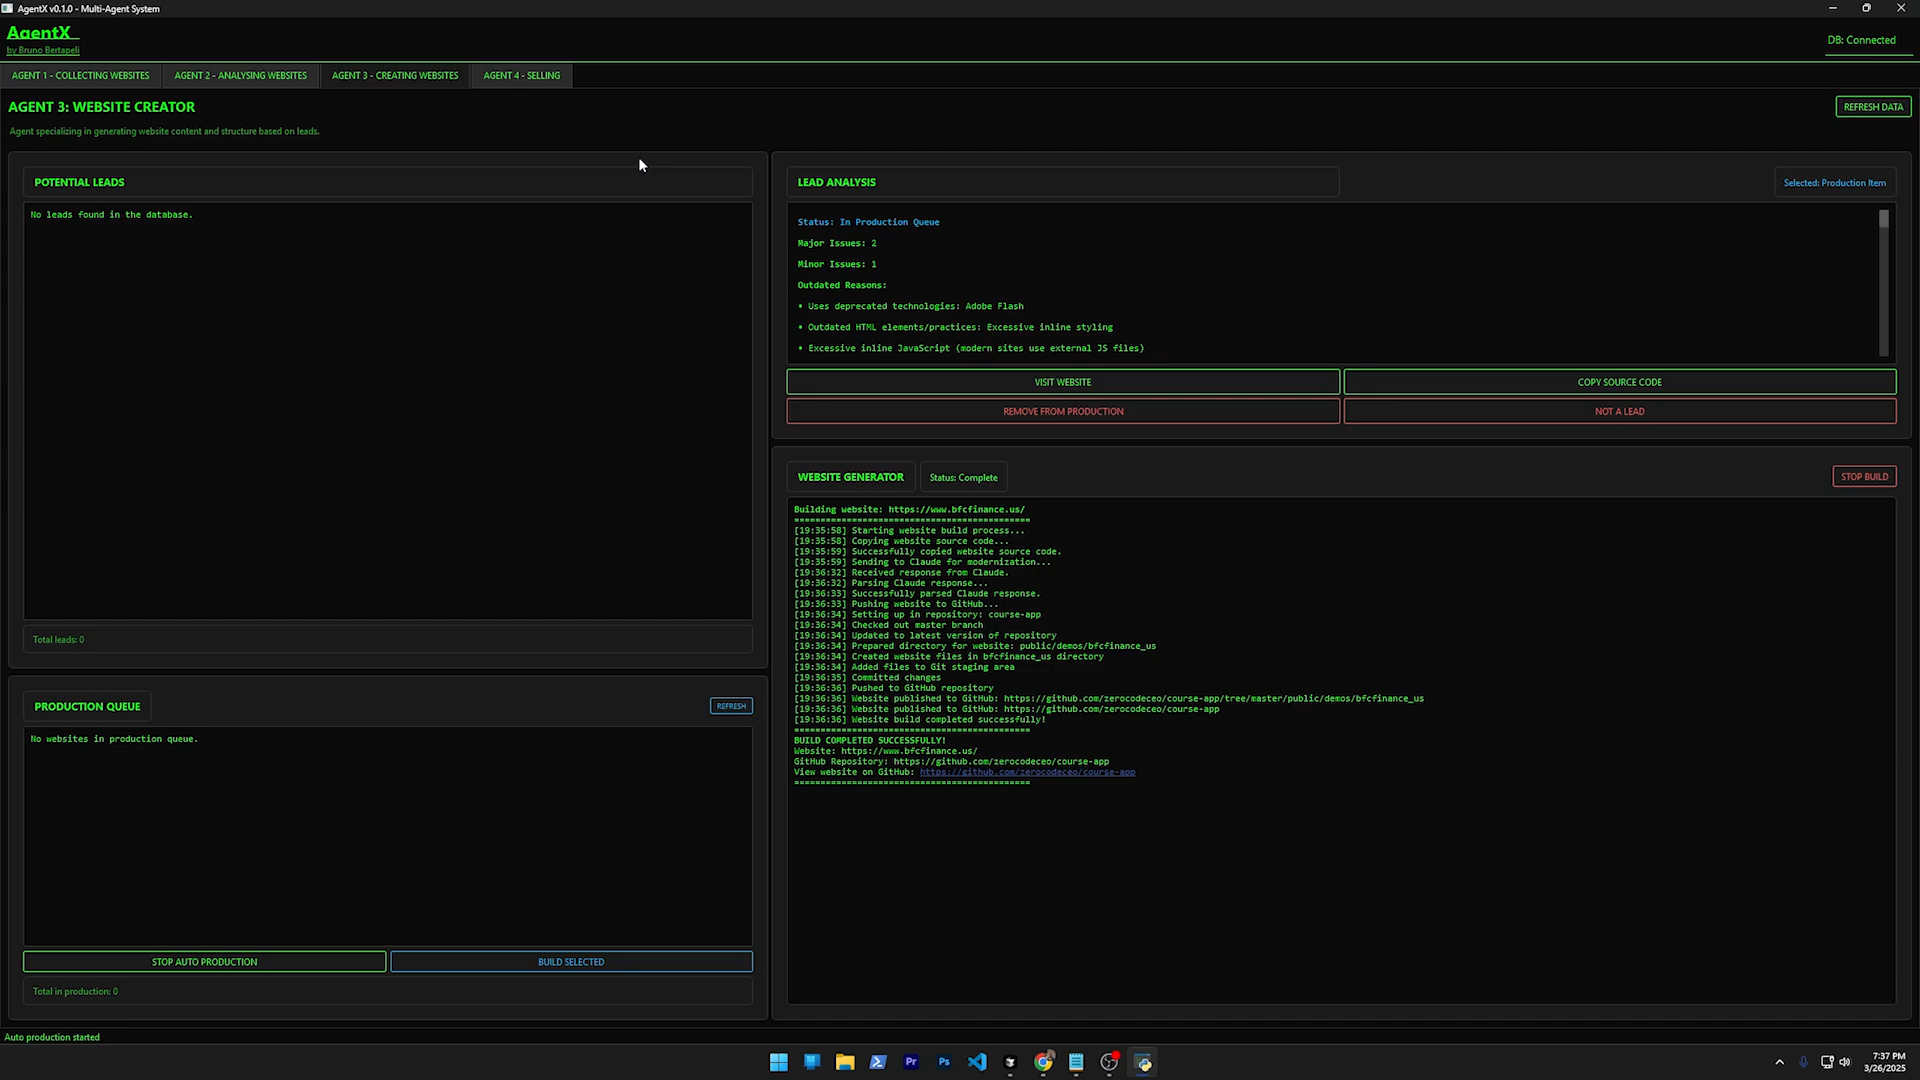 AgentX v0.1.0 - Multi-Agent System
AgentX_
by Bruno Bertapeli
DB: Connected
AGENT 1 - COLLECTING WEBSITES
AGENT 2 - ANALYSING WEBSITES
AGENT 3 - CREATING WEBSITES
AGENT 4 - SELLING
AGENT 3: WEBSITE CREATOR
REFRESH DATA
Agent specializing in generating website content and structure based on leads.
POTENTIAL LEADS
No leads found in the database.
Total leads: 0
PRODUCTION QUEUE
REFRESH
No websites in production queue.
STOP AUTO PRODUCTION
BUILD SELECTED
Total in production: 0
LEAD ANALYSIS
Selected: Production Item
Status: In Production Queue
Major Issues: 2
Minor Issues: 1
Outdated Reasons:
• Uses deprecated technologies: Adobe Flash
• Outdated HTML elements/practices: Excessive inline styling
• Excessive inline JavaScript (modern sites use external JS files)
VISIT WEBSITE
COPY SOURCE CODE
REMOVE FROM PRODUCTION
NOT A LEAD
WEBSITE GENERATOR
Status: Complete
STOP BUILD
Building website: https://www.bfcfinance.us/
=============================================
[19:35:58] Starting website build process...
[19:35:58] Copying website source code...
[19:35:59] Successfully copied website source code.
[19:35:59] Sending to Claude for modernization...
[19:36:32] Received response from Claude.
[19:36:32] Parsing Claude response...
[19:36:33] Successfully parsed Claude response.
[19:36:33] Pushing website to GitHub...
[19:36:34] Setting up in repository: course-app
[19:36:34] Checked out master branch
[19:36:34] Updated to latest version of repository
[19:36:34] Prepared directory for website: public/demos/bfcfinance_us
[19:36:34] Created website files in bfcfinance_us directory
[19:36:34] Added files to Git staging area
[19:36:35] Committed changes
[19:36:36] Pushed to GitHub repository
[19:36:36] Website published to GitHub: https://github.com/zerocodeceo/course-app/tree/master/public/demos/bfcfinance_us
[19:36:36] Website published to GitHub: https://github.com/zerocodeceo/course-app
[19:36:36] Website build completed successfully!
=============================================
BUILD COMPLETED SUCCESSFULLY!
Website: https://www.bfcfinance.us/
GitHub Repository: https://github.com/zerocodeceo/course-app
View website on GitHub: https://github.com/zerocodeceo/course-app
=============================================
Auto production started
Pr
Ps
7:37 PM
3/26/2025